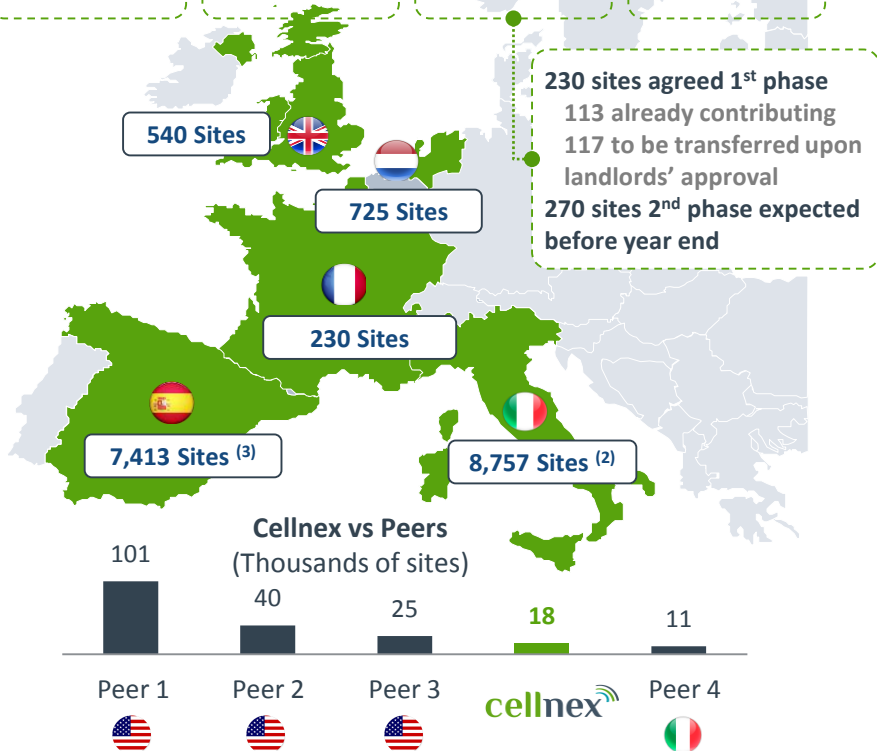 230 sites agreed 1st phase
113 already contributing
117 to be transferred upon
landlords' approval
270 sites 2nd phase expected
before year end
540 Sites
725 Sites
230 Sites
7,413 Sites (3)
8,757 Sites (2)
Cellnex vs Peers
(Thousands of sites)
101
40
25
18
11
Peer 1
Peer 2
Peer 3
cellnex
Peer 4